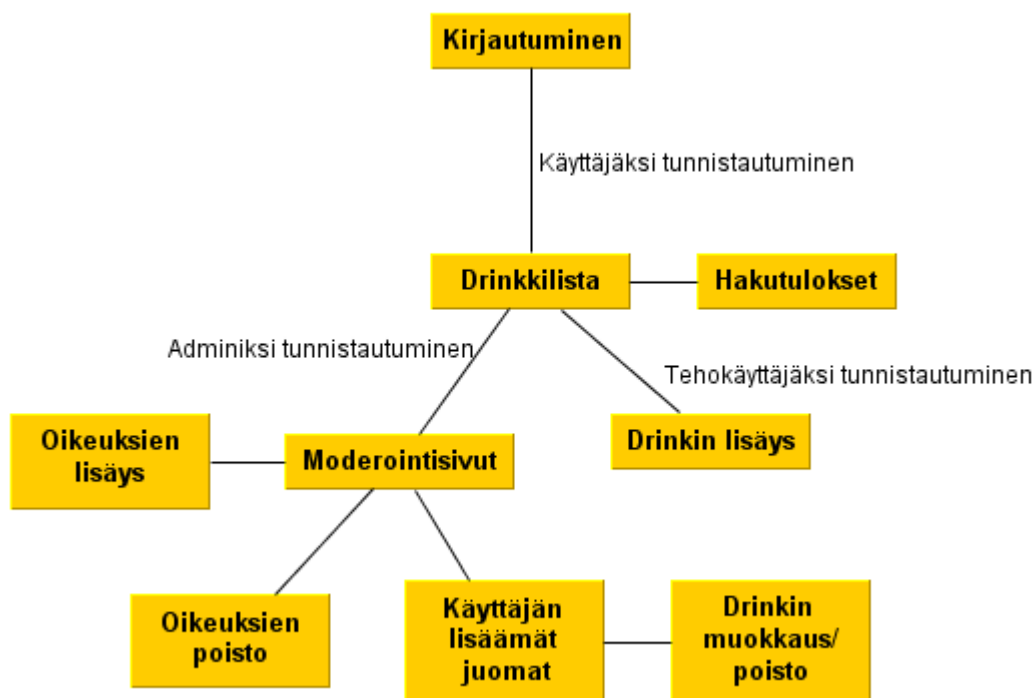 Kirjautuminen
Käyttäjäksi tunnistautuminen
Drinkkilista
Hakutulokset
Adminiksi tunnistautuminen
Tehokäyttäjäksi tunnistautuminen
Oikeuksien
lisäys
Moderointisivut
Drinkin lisäys
Oikeuksien
poisto
Käyttäjän
lisäämät
juomat
Drinkin
muokkaus/
poisto